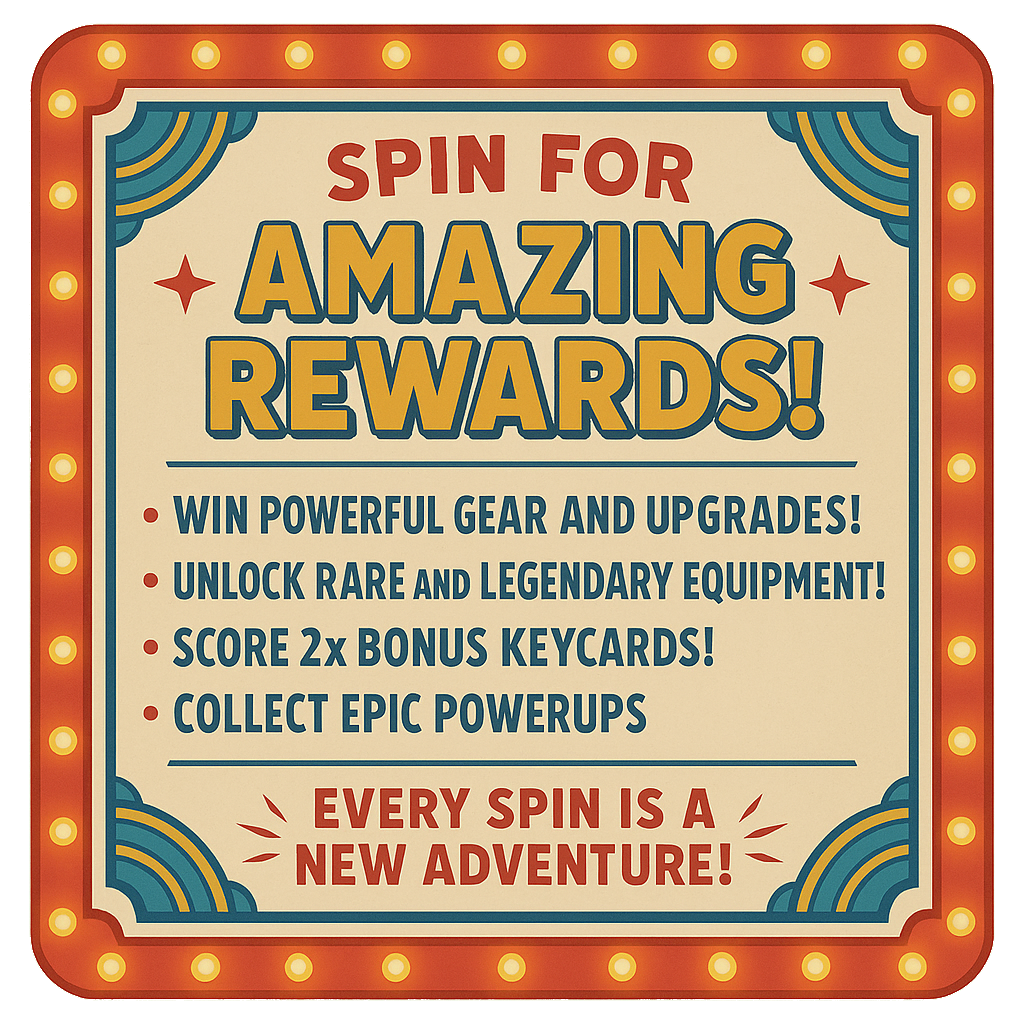 SPIN FOR
AMAZING
REWARDS!
• WIN POWERFUL GEAR AND UPGRADES!
• UNLOCK RARE AND LEGENDARY EQUIPMENT!
• SCORE 2x BONUS KEYCARDS!
• COLLECT EPIC POWERUPS
EVERY SPIN IS A
NEW ADVENTURE!